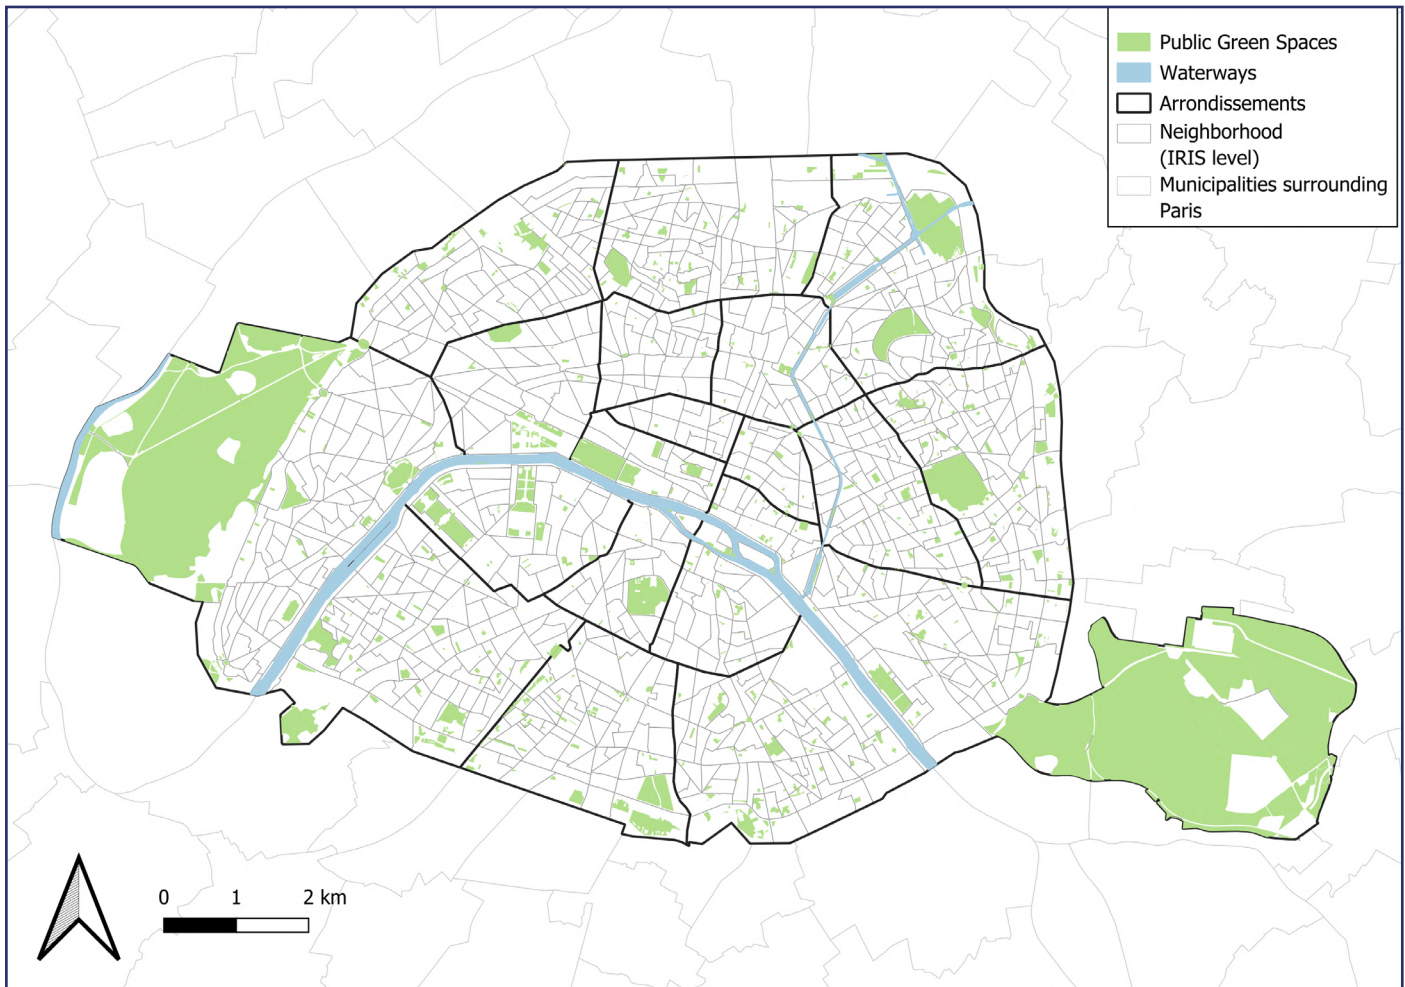 Public Green Spaces
Waterways
Arrondissements
Neighborhood
(IRIS level)
Municipalities surrounding
Paris
0 1 2 km